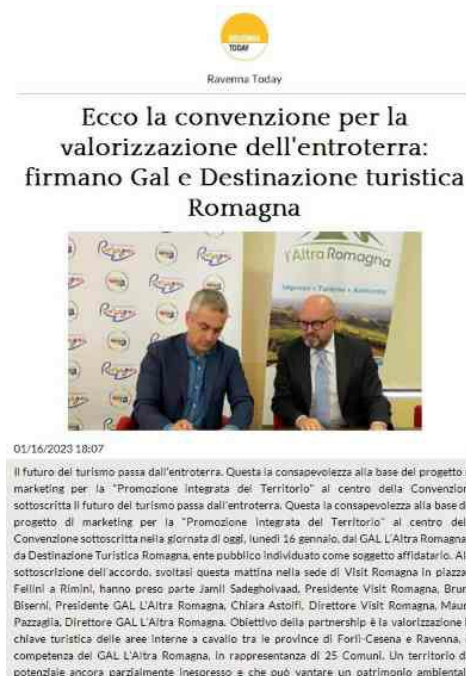 RAVENNA
TODAY
Ravenna Today
Ecco la convenzione per la
valorizzazione dell'entroterra:
firmano Gal e Destinazione turistica
Romagna
l'Altra Romagna
Imprese • Turismo • Ambiente
01/16/2023 18:07
Il futuro del turismo passa dall'entroterra. Questa la consapevolezza alla base del progetto
marketing per la "Promozione integrata del Territorio" al centro della Convenzion
sottoscritta Il futuro del turismo passa dall'entroterra. Questa la consapevolezza alla base d
progetto di marketing per la "Promozione integrata del Territorio" al centro del
Convenzione sottoscritta nella giornata di oggi, lunedì 16 gennaio, dal GAL L'Altra Romagna
da Destinazione Turistica Romagna, ente pubblico individuato come soggetto affidatario. Al
sottoscrizione dell'accordo, svoltasi questa mattina nella sede di Visit Romagna in piazza
Fellini a Rimini, hanno preso parte Jamil Sadegholvaad, Presidente Visit Romagna, Brun
Biserni, Presidente GAL L'Altra Romagna, Chiara Astolfi, Direttore Visit Romagna, Maur
Pazzaglia, Direttore GAL L'Altra Romagna. Obiettivo della partnership è la valorizzazione
chiave turistica delle aree interne a cavallo tra le province di Forlì-Cesena e Ravenna,
competenza del GAL L'Altra Romagna, in rappresentanza di 25 Comuni. Un territorio d
potenziale ancora parzialmente inespresso e che può vantare un patrimonio ambiental